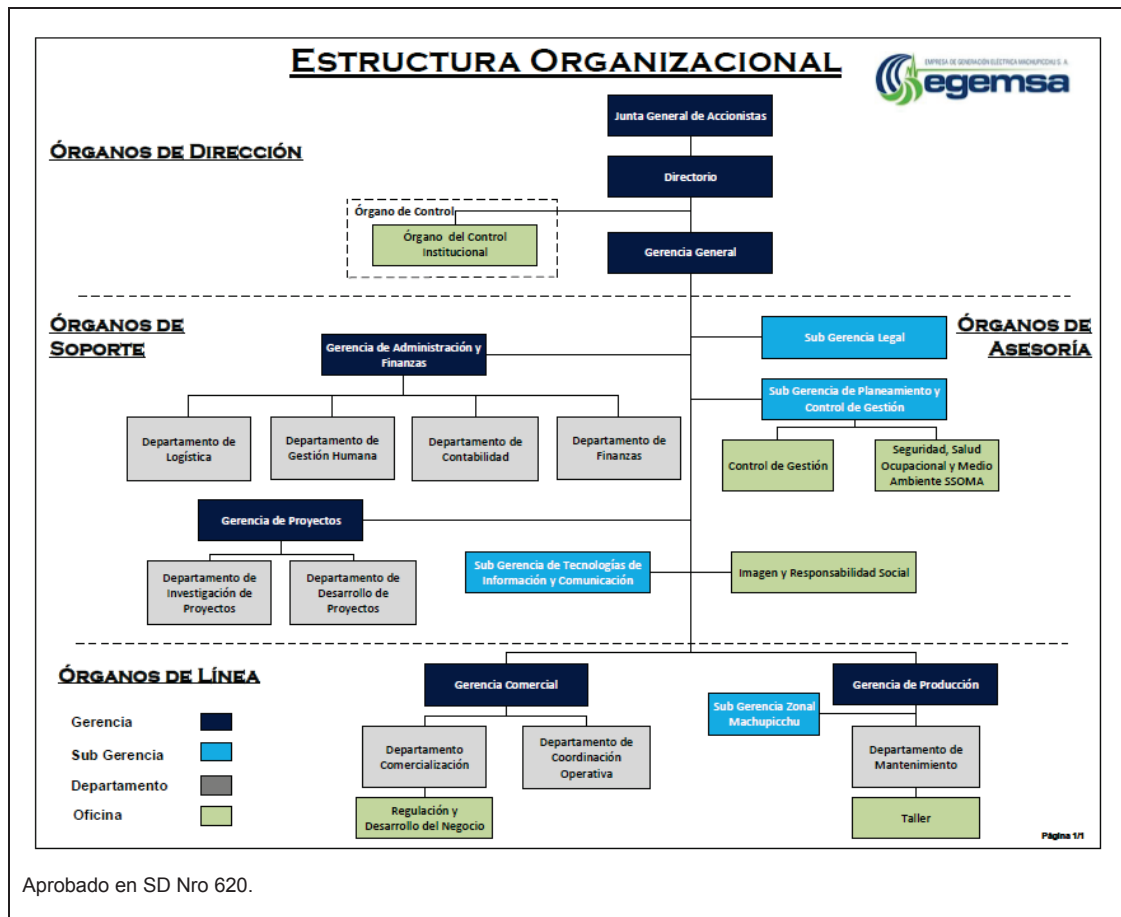 ESTRUCTURA ORGANIZACIONAL
EMPRESA DE GENERACIÓN ELÉCTRICA MACHUPICCHU S. A.
egemsa
Junta General de Accionistas
ÓRGANOS DE DIRECCIÓN
Directorio
Órgano de Control
Órgano del Control
Institucional
Gerencia General
ÓRGANOS DE
SOPORTE
ÓRGANOS DE
ASESORÍA
Sub Gerencia Legal
Gerencia de Administración y
Finanzas
Sub Gerencia de Planeamiento y
Control de Gestión
Departamento de
Logística
Departamento de
Gestión Humana
Departamento de
Contabilidad
Departamento de
Finanzas
Control de Gestión
Seguridad, Salud
Ocupacional y Medio
Ambiente SSOMA
Gerencia de Proyectos
Departamento de
Investigación de
Proyectos
Departamento de
Desarrollo de
Proyectos
Sub Gerencia de Tecnologías de
Información y Comunicación
Imagen y Responsabilidad Social
ÓRGANOS DE LÍNEA
Gerencia Comercial
Gerencia de Producción
Sub Gerencia Zonal
Machupicchu
Departamento
Comercialización
Departamento de
Coordinación
Operativa
Departamento de
Mantenimiento
Regulación y
Desarrollo del Negocio
Taller
Gerencia
Sub Gerencia
Departamento
Oficina
Página 1/1
Aprobado en SD Nro 620.